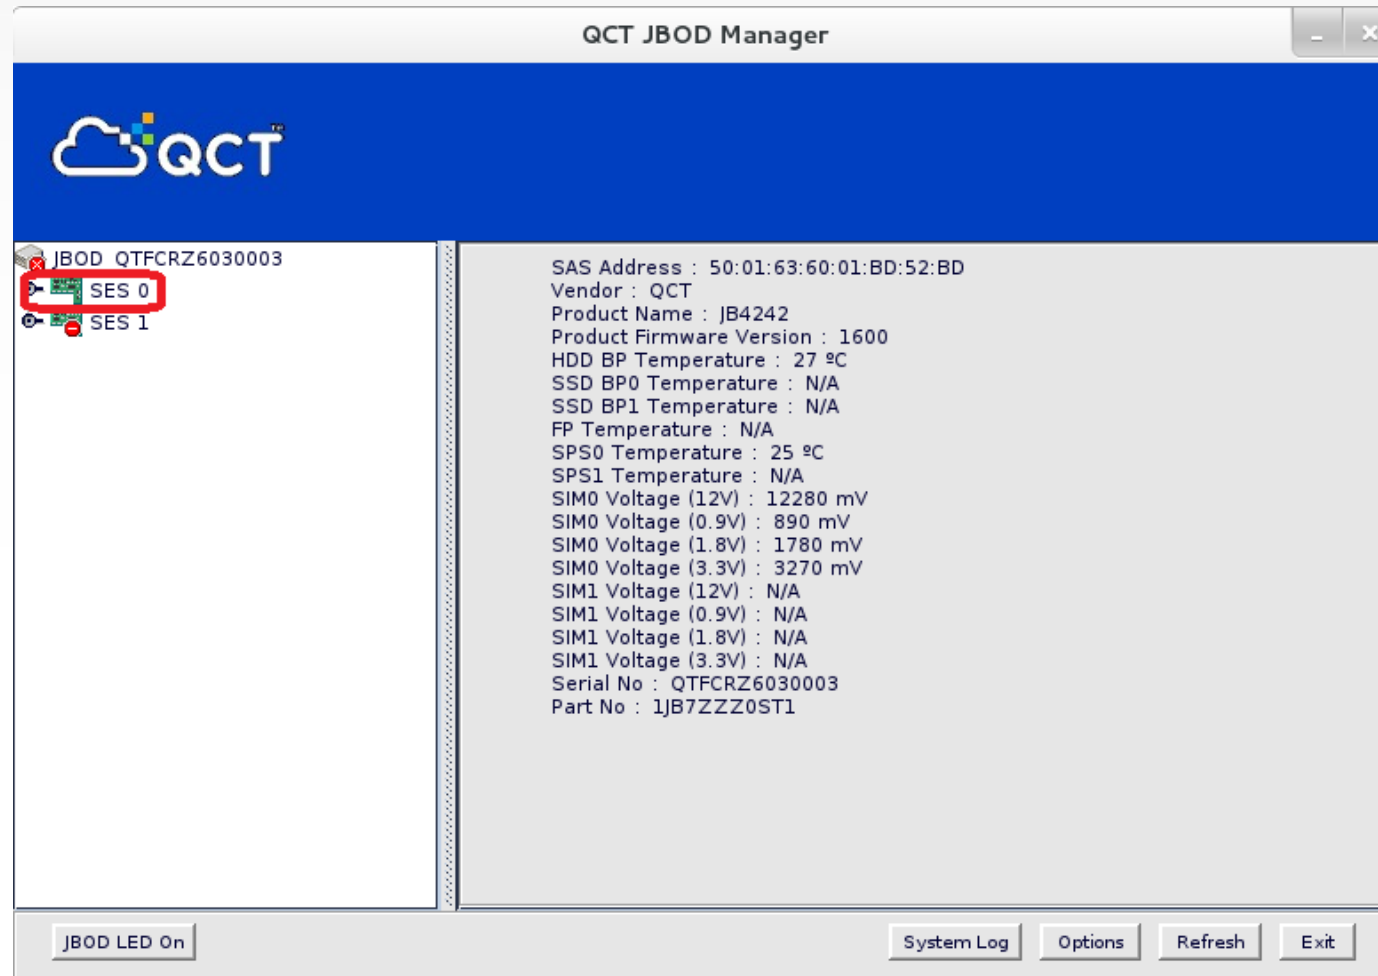 QCT JBOD Manager
QCT™
JBOD QTFCRZ6030003
SES 0
SES 1
SAS Address : 50:01:63:60:01:BD:52:BD
Vendor : QCT
Product Name : JB4242
Product Firmware Version : 1600
HDD BP Temperature : 27 ºC
SSD BP0 Temperature : N/A
SSD BP1 Temperature : N/A
FP Temperature : N/A
SPS0 Temperature : 25 ºC
SPS1 Temperature : N/A
SIM0 Voltage (12V) : 12280 mV
SIM0 Voltage (0.9V) : 890 mV
SIM0 Voltage (1.8V) : 1780 mV
SIM0 Voltage (3.3V) : 3270 mV
SIM1 Voltage (12V) : N/A
SIM1 Voltage (0.9V) : N/A
SIM1 Voltage (1.8V) : N/A
SIM1 Voltage (3.3V) : N/A
Serial No : QTFCRZ6030003
Part No : 1JB7ZZZ0ST1
JBOD LED On
System Log
Options
Refresh
Exit